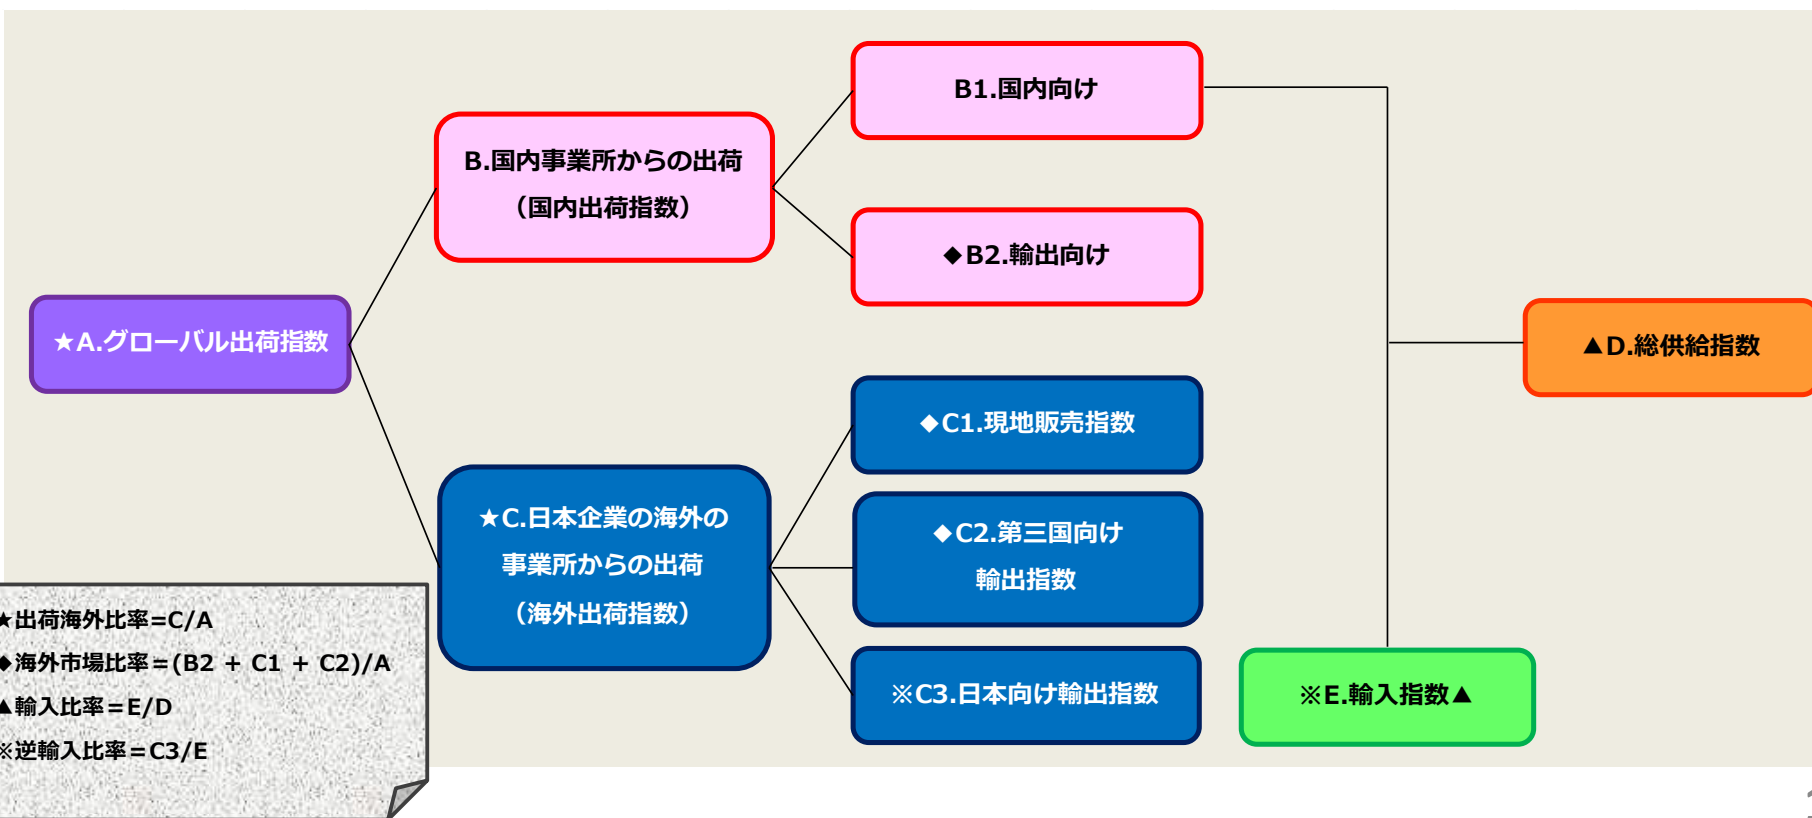 B1.国内向け
B.国内事業所からの出荷
（国内出荷指数）
◆B2.輸出向け
★A.グローバル出荷指数
▲D.総供給指数
◆C1.現地販売指数
★C.日本企業の海外の
事業所からの出荷
（海外出荷指数）
◆C2.第三国向け
輸出指数
※C3.日本向け輸出指数
※E.輸入指数▲
★出荷海外比率=C/A
◆海外市場比率＝(B2 + C1 + C2)/A
▲輸入比率＝E/D
※逆輸入比率＝C3/E